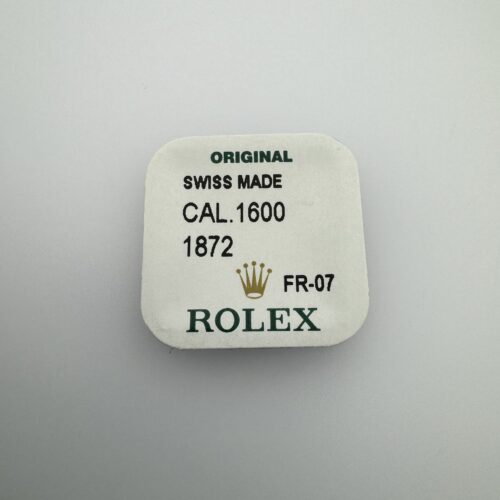 ORIGINAL
SWISS MADE
CAL.1600
1872
FR-07
ROLEX